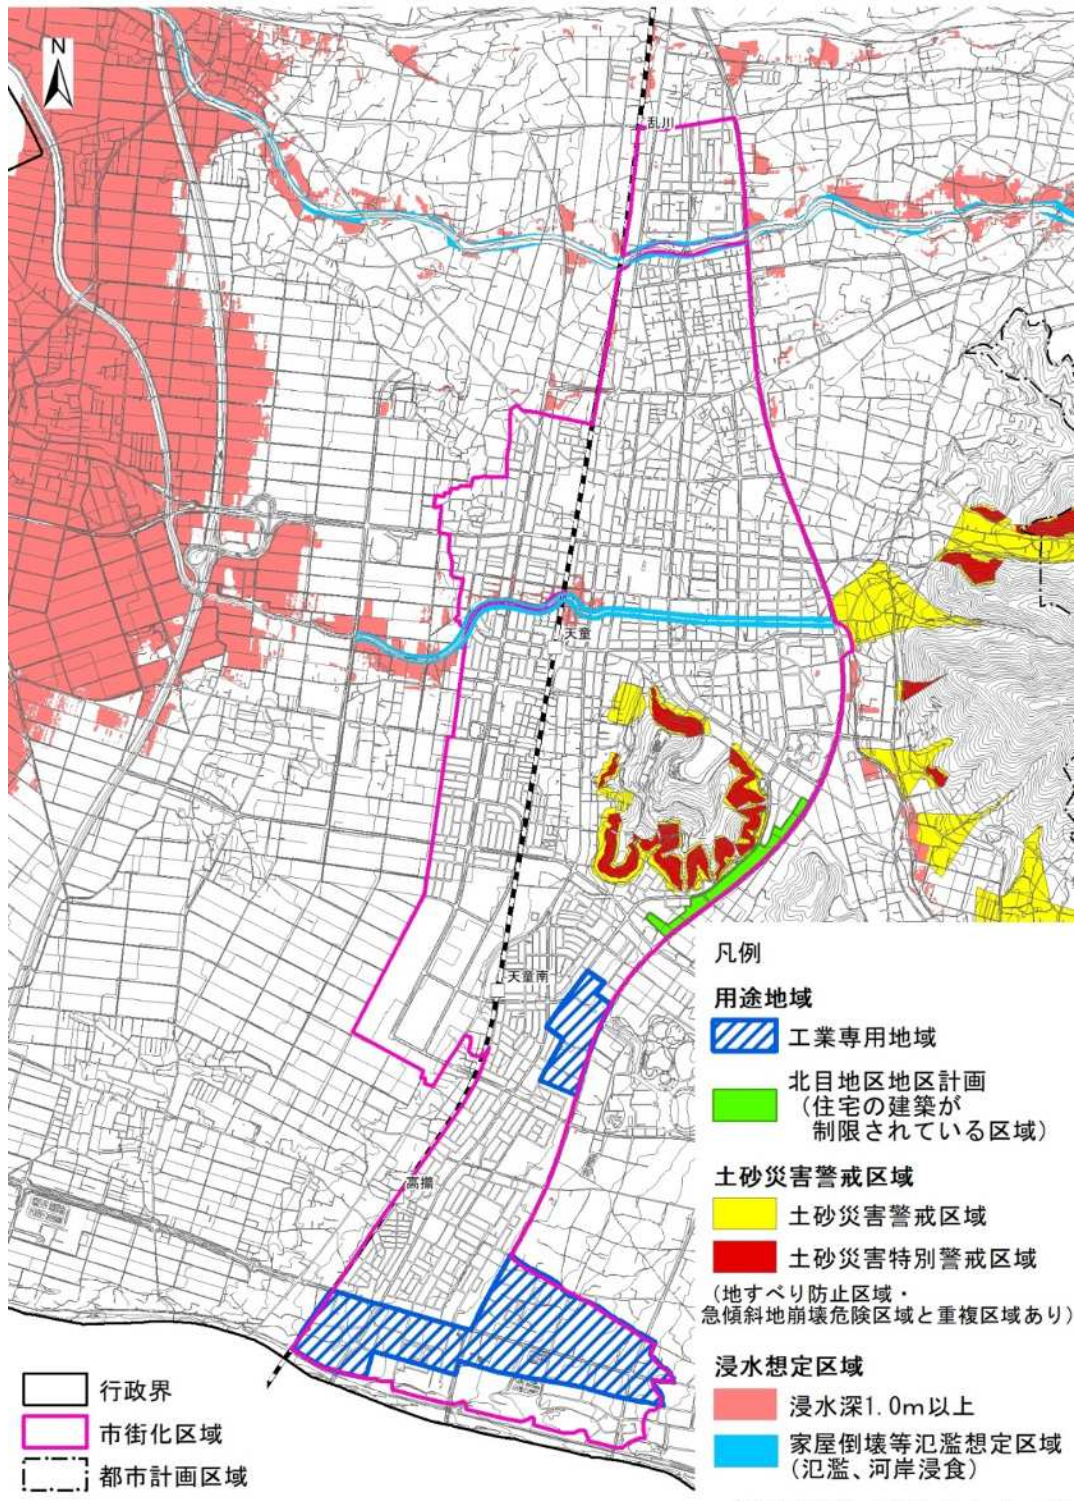 N
乱川
天童
天童南
高擶
凡例
用途地域
工業専用地域
北目地区地区計画
(住宅の建築が
制限されている区域)
土砂災害警戒区域
土砂災害警戒区域
土砂災害特別警戒区域
(地すべり防止区域・
急傾斜地崩壊危険区域と重複区域あり)
浸水想定区域
浸水深1.0m以上
家屋倒壊等氾濫想定区域
(氾濫、河岸浸食)
行政界
市街化区域
都市計画区域